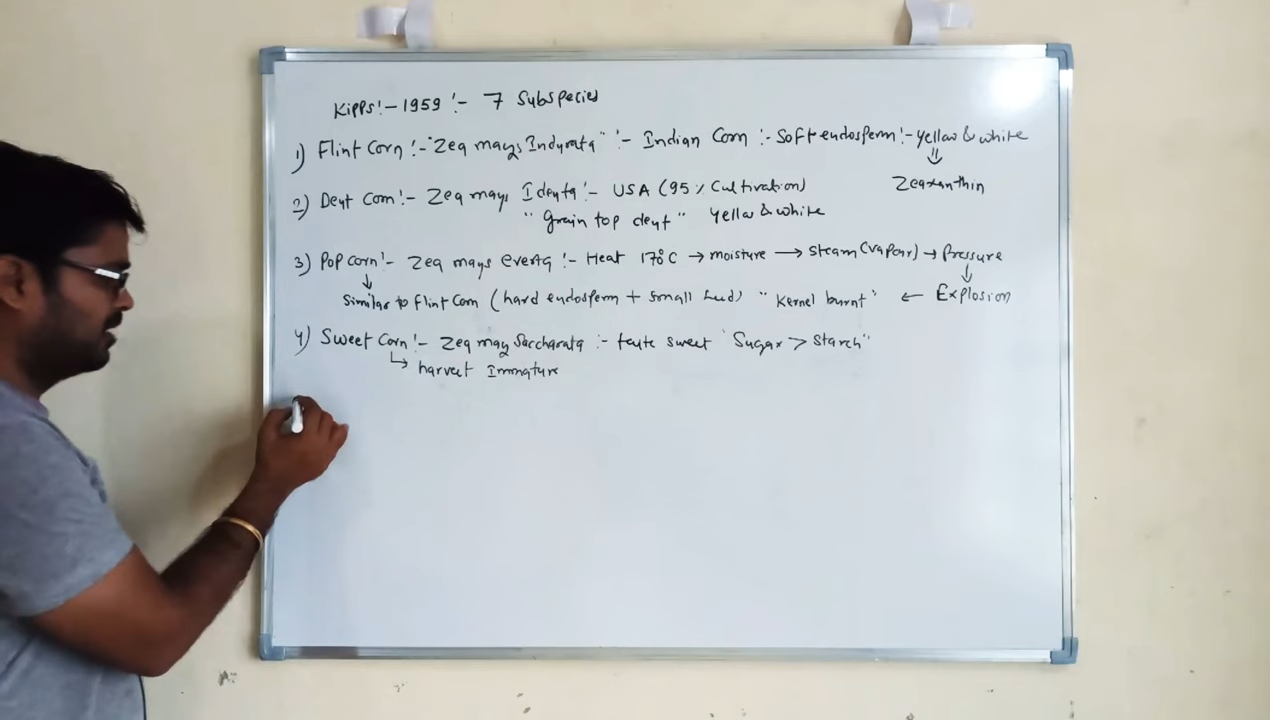 Kipps:- 1959 :- 7 Subspecies
1) Flint Corn :- "Zea mays Indurata" :- Indian Corn :- Soft endosperm :- Yellow & white
⇓
Zeaxanthin
2) Dent Corn :- Zea mays Identa :- USA (95% Cultivation)
"grain top dent" Yellow & white
3) Pop corn :- Zea mays everta :- Heat 170°C → moisture → Steam (Vapour) → Pressure
↓ ↓
Similar to Flint Corn (hard endosperm + Small Seed) "Kernel burnt" ← Explosion
4) Sweet Corn :- Zea may Saccharata :- taste sweet "Sugar > Starch"
↳ harvest Immature